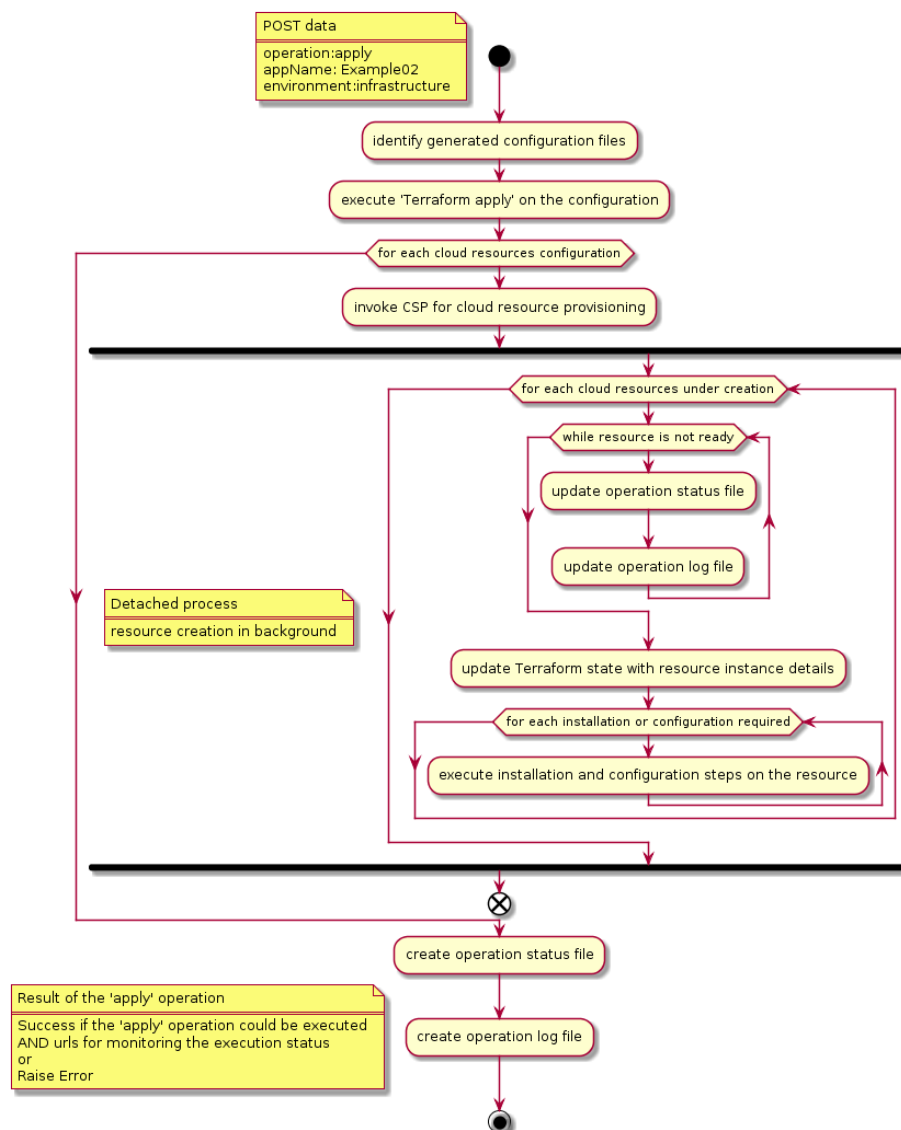 POST data
operation:apply
appName: Example02
environment:infrastructure
identify generated configuration files
execute 'Terraform apply' on the configuration
for each cloud resources configuration
invoke CSP for cloud resource provisioning
for each cloud resources under creation
while resource is not ready
update operation status file
update operation log file
Detached process
resource creation in background
update Terraform state with resource instance details
for each installation or configuration required
execute installation and configuration steps on the resource
create operation status file
Result of the 'apply' operation
Success if the 'apply' operation could be executed
AND urls for monitoring the execution status
or
Raise Error
create operation log file